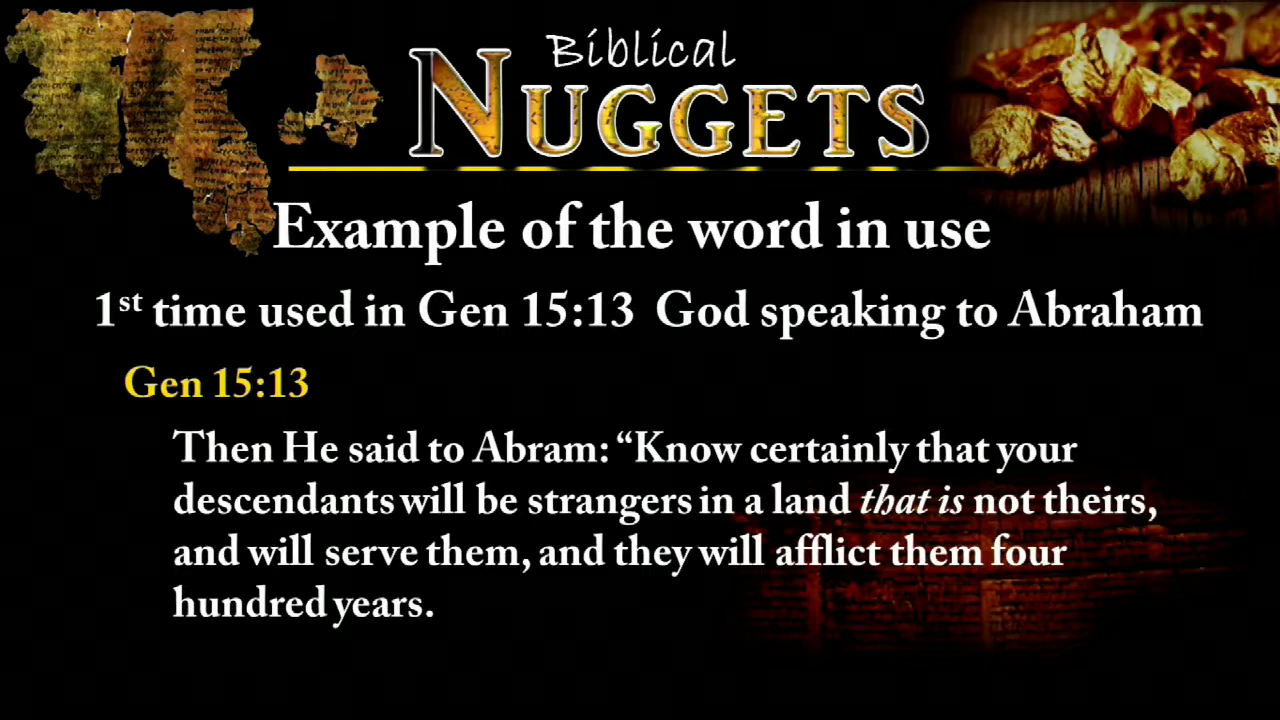 Biblical
NUGGETS
Example of the word in use
1st time used in Gen 15:13 God speaking to Abraham
Gen 15:13
Then He said to Abram: “Know certainly that your
descendants will be strangers in a land that is not theirs,
and will serve them, and they will afflict them four
hundred years.